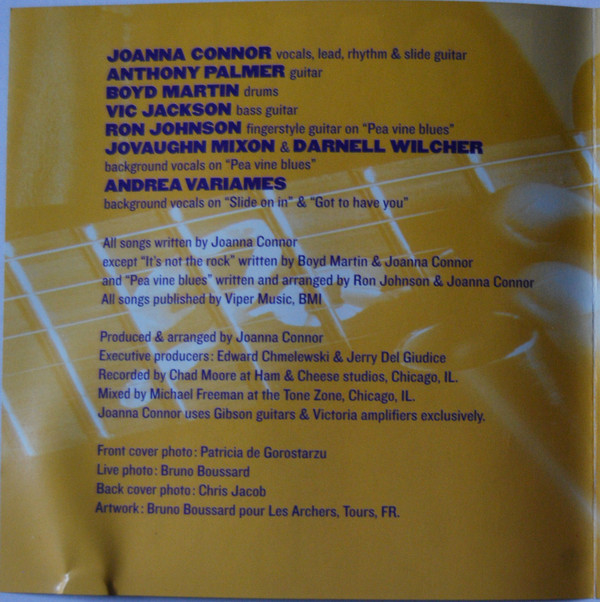 JOANNA CONNOR vocals, lead, rhythm & slide guitar
ANTHONY PALMER guitar
BOYD MARTIN drums
VIC JACKSON bass guitar
RON JOHNSON fingerstyle guitar on "Pea vine blues"
JOVAUGHN MIXON & DARNELL WILCHER
background vocals on "Pea vine blues"
ANDREA VARIAMES
background vocals on "Slide on in" & "Got to have you"
All songs written by Joanna Connor
except "It's not the rock" written by Boyd Martin & Joanna Connor
and "Pea vine blues" written and arranged by Ron Johnson & Joanna Connor
All songs published by Viper Music, BMI
Produced & arranged by Joanna Connor
Executive producers: Edward Chmelewski & Jerry Del Giudice
Recorded by Chad Moore at Ham & Cheese studios, Chicago, IL.
Mixed by Michael Freeman at the Tone Zone, Chicago, IL.
Joanna Connor uses Gibson guitars & Victoria amplifiers exclusively.
Front cover photo: Patricia de Gorostarzu
Live photo: Bruno Boussard
Back cover photo: Chris Jacob
Artwork: Bruno Boussard pour Les Archers, Tours, FR.